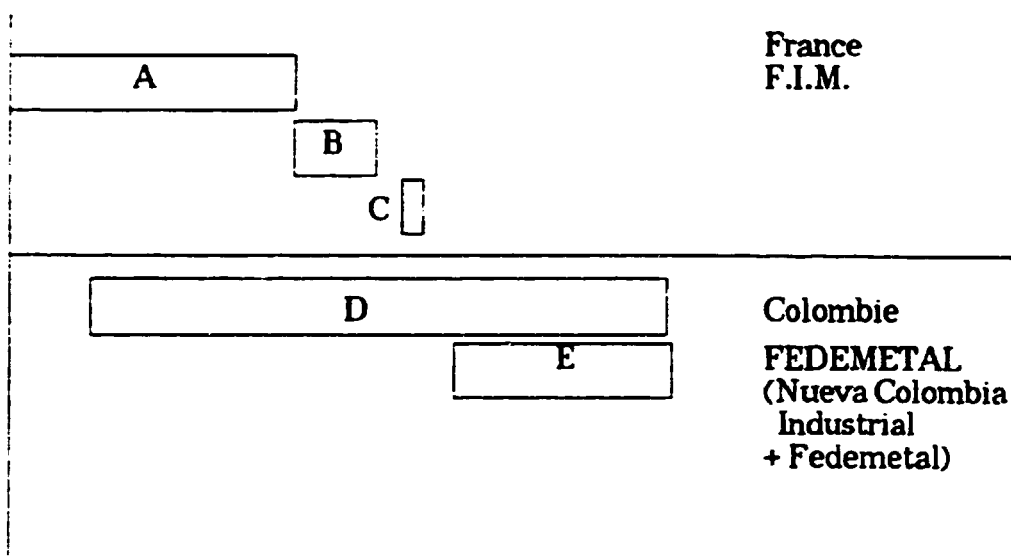 France
F.I.M.
A
B
C
D
E
Colombie
FEDEMETAL
(Nueva Colombia
Industrial
+ Fedemetal)